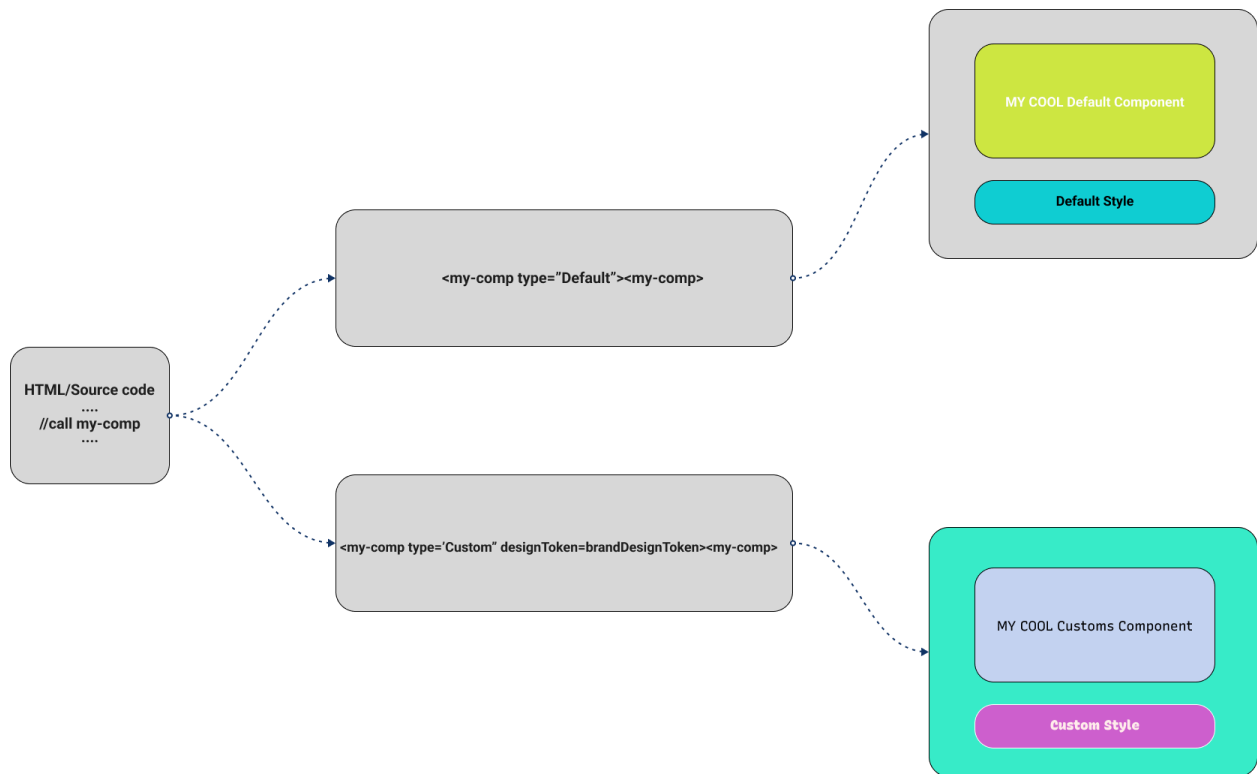 MY COOL Default Component
Default Style
<my-comp type=”Default”><my-comp>
HTML/Source code
....
//call my-comp
....
<my-comp type=’Custom” designToken=brandDesignToken><my-comp>
MY COOL Customs Component
Custom Style